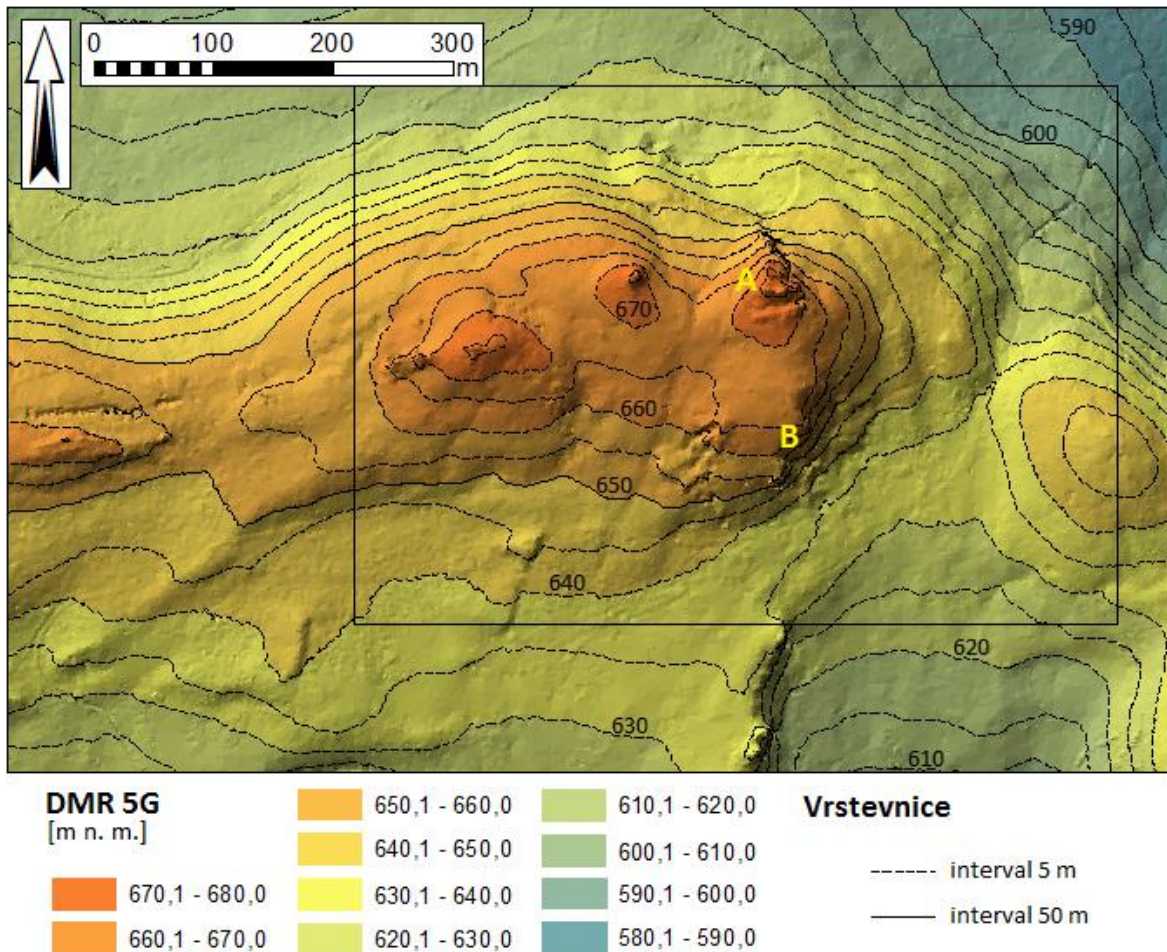 0 100 200 300
m
590
600
A
670
660
B
650
640
620
630
610
DMR 5G
[m n. m.]
670,1 - 680,0
660,1 - 670,0
650,1 - 660,0
640,1 - 650,0
630,1 - 640,0
620,1 - 630,0
610,1 - 620,0
600,1 - 610,0
590,1 - 600,0
580,1 - 590,0
Vrstevnice
interval 5 m
interval 50 m